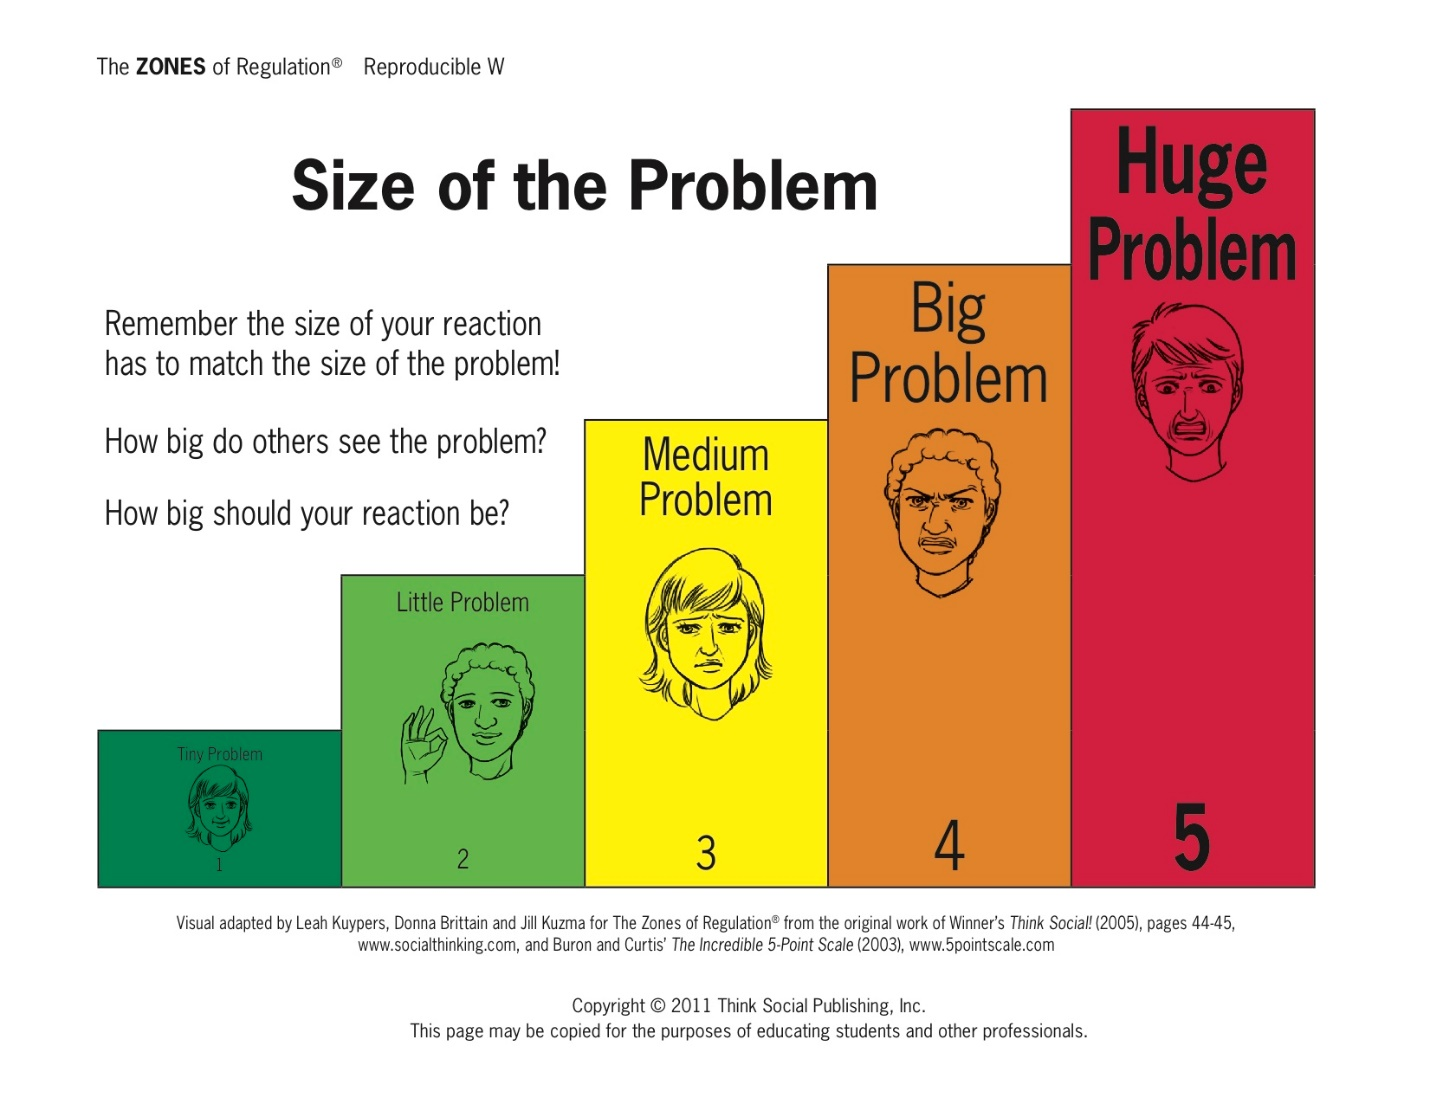 The ZONES of Regulation® Reproducible W
Size of the Problem
Remember the size of your reaction
has to match the size of the problem!
How big do others see the problem?
How big should your reaction be?
Tiny Problem
1
Little Problem
2
Medium
Problem
3
Big
Problem
4
Huge
Problem
5
Visual adapted by Leah Kuypers, Donna Brittain and Jill Kuzma for The Zones of Regulation® from the original work of Winner's Think Social! (2005), pages 44-45,
www.socialthinking.com, and Buron and Curtis' The Incredible 5-Point Scale (2003), www.5pointscale.com
Copyright © 2011 Think Social Publishing, Inc.
This page may be copied for the purposes of educating students and other professionals.